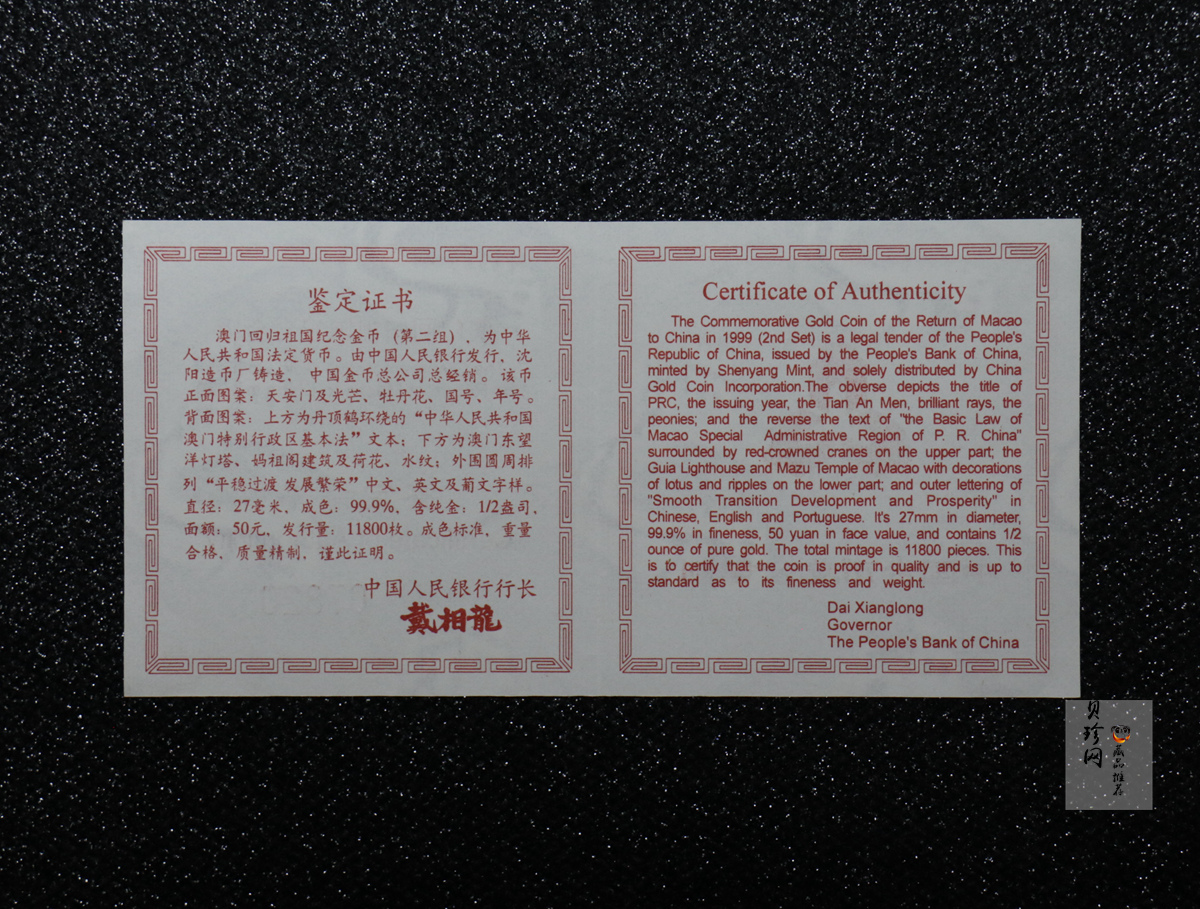 鉴定证书
澳门回归祖国纪念金币（第二组）、为中华
人民共和国法定货币。由中国人民银行发行、沈
阳造币厂铸造、中国金币总公司总经销。该币
正面图案：天安门及光芒、牡丹花、国号、年号。
背面图案：上方为丹顶鹤环绕的“中华人民共和国
澳门特别行政区基本法”文本；下方为澳门东望
洋灯塔、妈祖阁建筑及荷花、水纹；外围圆周排
列“平稳过渡 发展繁荣”中文、英文及葡文字样。
直径：27毫米、成色：99.9%、含纯金：1/2盎司、
面额：50元、发行量：11800枚。成色标准、重量
合格、质量精制、谨此证明。
中国人民银行行长
戴相龍
Certificate of Authenticity
The Commemorative Gold Coin of the Return of Macao
to China in 1999 (2nd Set) is a legal tender of the People's
Republic of China, issued by the People's Bank of China,
minted by Shenyang Mint, and solely distributed by China
Gold Coin Incorporation.The obverse depicts the title of
PRC, the issuing year, the Tian An Men, brilliant rays, the
peonies; and the reverse the text of "the Basic Law of
Macao Special Administrative Region of P. R. China"
surrounded by red-crowned cranes on the upper part; the
Guia Lighthouse and Mazu Temple of Macao with decorations
of lotus and ripples on the lower part; and outer lettering of
"Smooth Transition Development and Prosperity" in
Chinese, English and Portuguese. It's 27mm in diameter,
99.9% in fineness, 50 yuan in face value, and contains 1/2
ounce of pure gold. The total mintage is 11800 pieces. This
is to certify that the coin is proof in quality and is up to
standard as to its fineness and weight.
Dai Xianglong
Governor
The People's Bank of China
贝珍网
藏品推荐